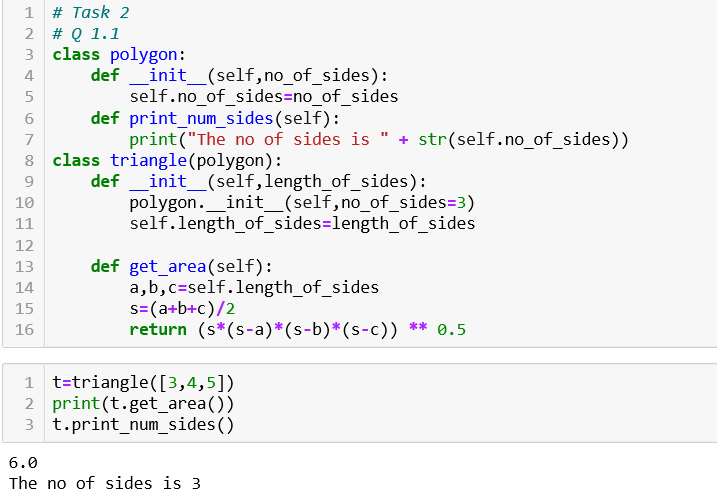 1 # Task 2
2 # Q 1.1
3 class polygon:
4     def __init__(self,no_of_sides):
5         self.no_of_sides=no_of_sides
6     def print_num_sides(self):
7         print("The no of sides is " + str(self.no_of_sides))
8 class triangle(polygon):
9     def __init__(self,length_of_sides):
10         polygon.__init__(self,no_of_sides=3)
11         self.length_of_sides=length_of_sides
12
13     def get_area(self):
14         a,b,c=self.length_of_sides
15         s=(a+b+c)/2
16         return (s*(s-a)*(s-b)*(s-c)) ** 0.5
1 t=triangle([3,4,5])
2 print(t.get_area())
3 t.print_num_sides()
6.0
The no of sides is 3